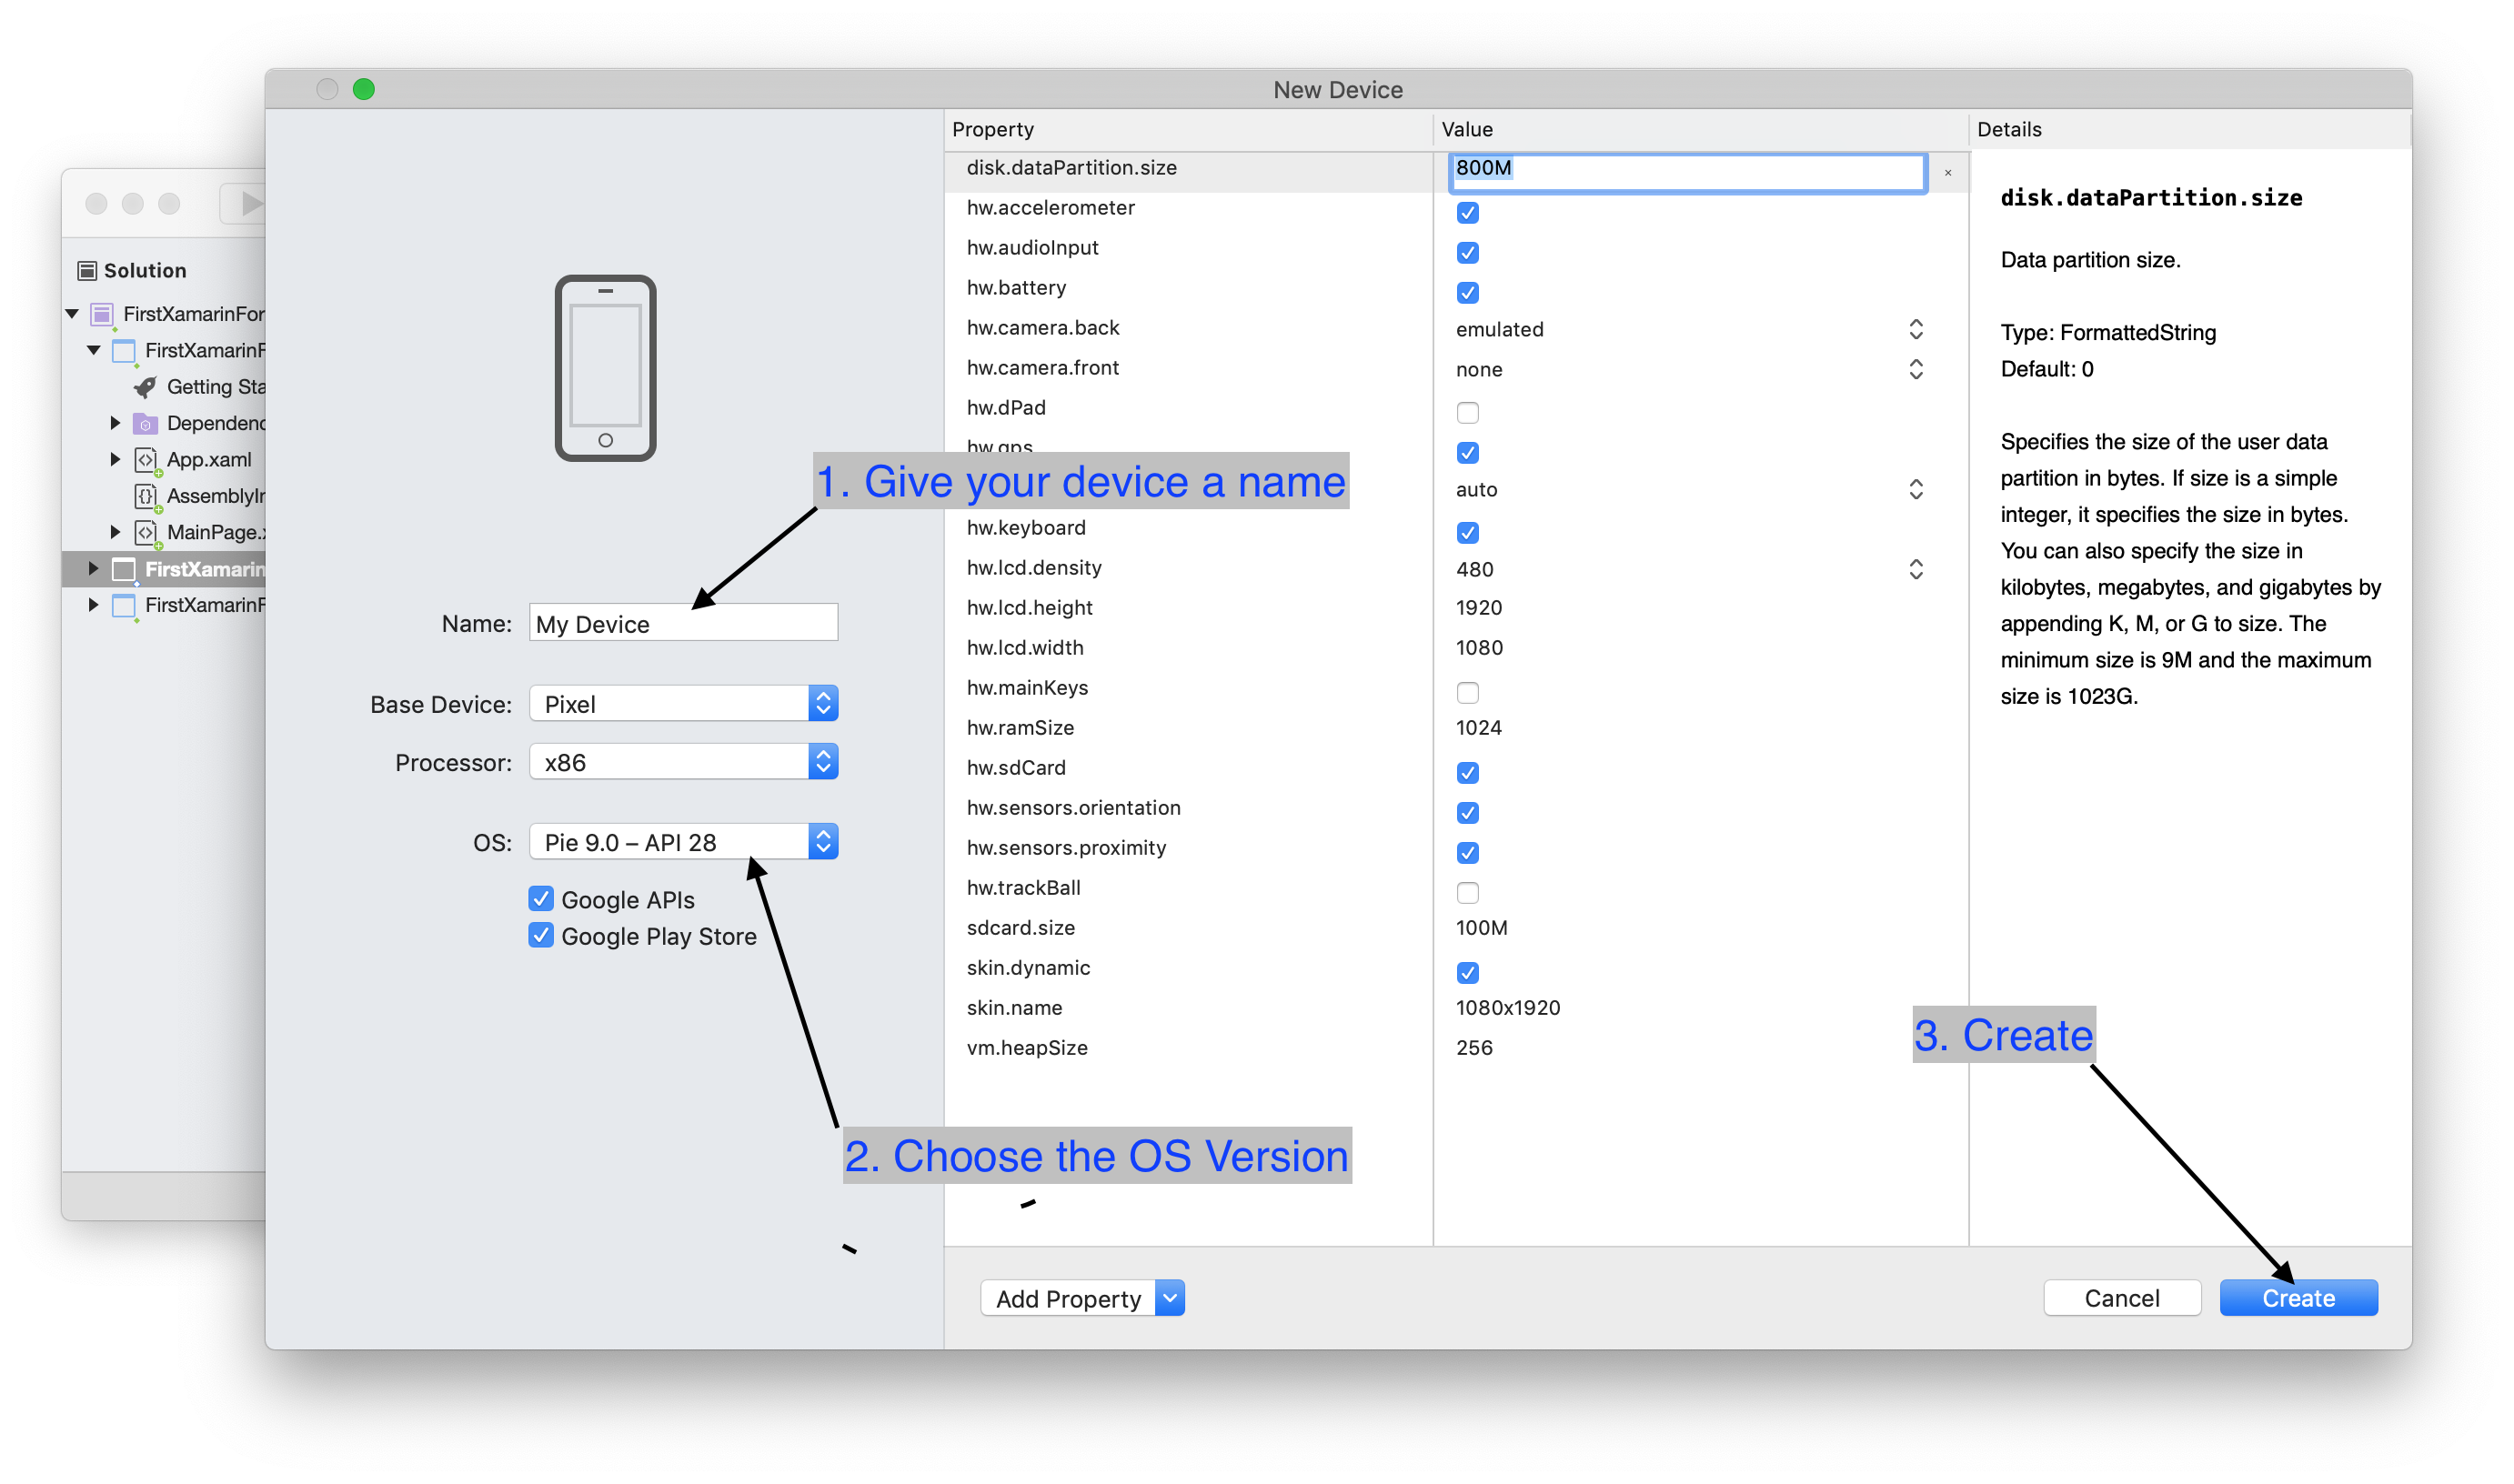 New Device
Solution
FirstXamarinFor
FirstXamarinF
Getting Sta
Dependenc
App.xaml
AssemblyIn
MainPage.x
FirstXamarin
FirstXamarinF
1. Give your device a name
Name: My Device
Base Device: Pixel
Processor: x86
OS: Pie 9.0 – API 28
Google APIs
Google Play Store
2. Choose the OS Version
Property Value Details
disk.dataPartition.size 800M
hw.accelerometer
hw.audioInput
hw.battery
hw.camera.back emulated
hw.camera.front none
hw.dPad
hw.gps
auto
hw.keyboard
hw.lcd.density 480
hw.lcd.height 1920
hw.lcd.width 1080
hw.mainKeys
hw.ramSize 1024
hw.sdCard
hw.sensors.orientation
hw.sensors.proximity
hw.trackBall
sdcard.size 100M
skin.dynamic
skin.name 1080x1920
vm.heapSize 256
disk.dataPartition.size
Data partition size.
Type: FormattedString
Default: 0
Specifies the size of the user data
partition in bytes. If size is a simple
integer, it specifies the size in bytes.
You can also specify the size in
kilobytes, megabytes, and gigabytes by
appending K, M, or G to size. The
minimum size is 9M and the maximum
size is 1023G.
3. Create
Add Property
Cancel
Create